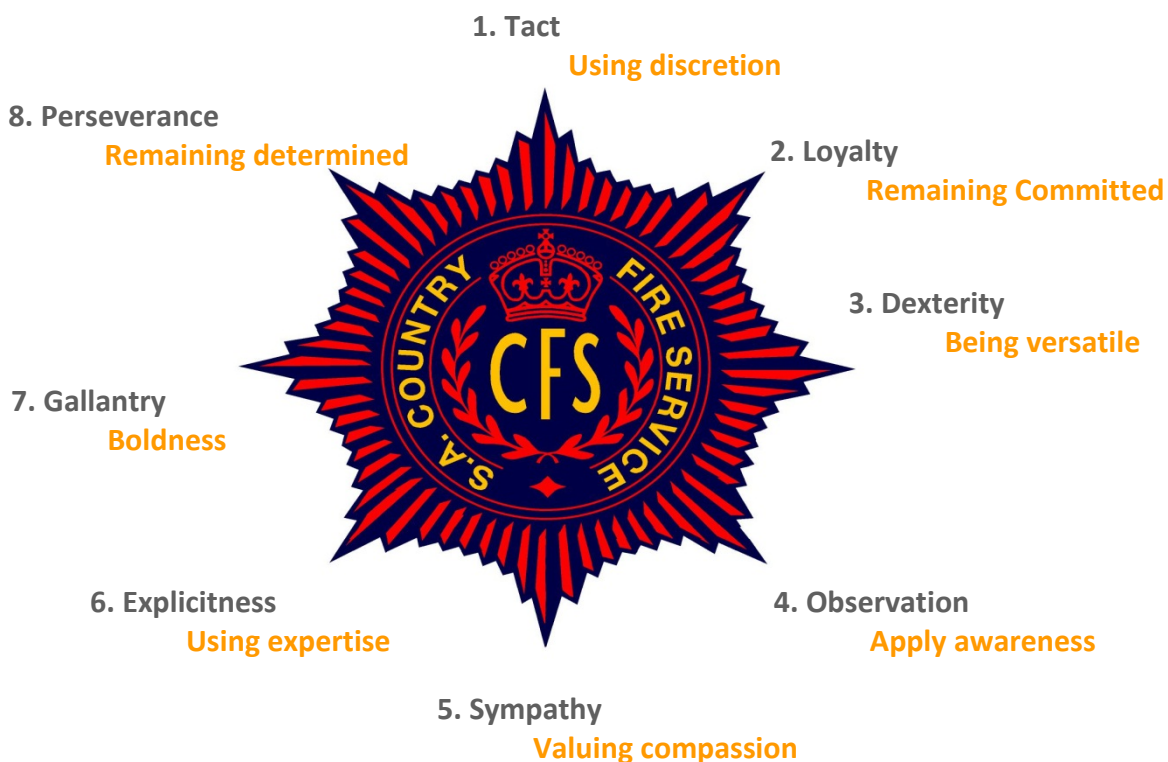 1. Tact
Using discretion
8. Perseverance
Remaining determined
2. Loyalty
Remaining Committed
3. Dexterity
Being versatile
7. Gallantry
Boldness
6. Explicitness
Using expertise
4. Observation
Apply awareness
5. Sympathy
Valuing compassion
S.A. COUNTRY FIRE SERVICE
CFS